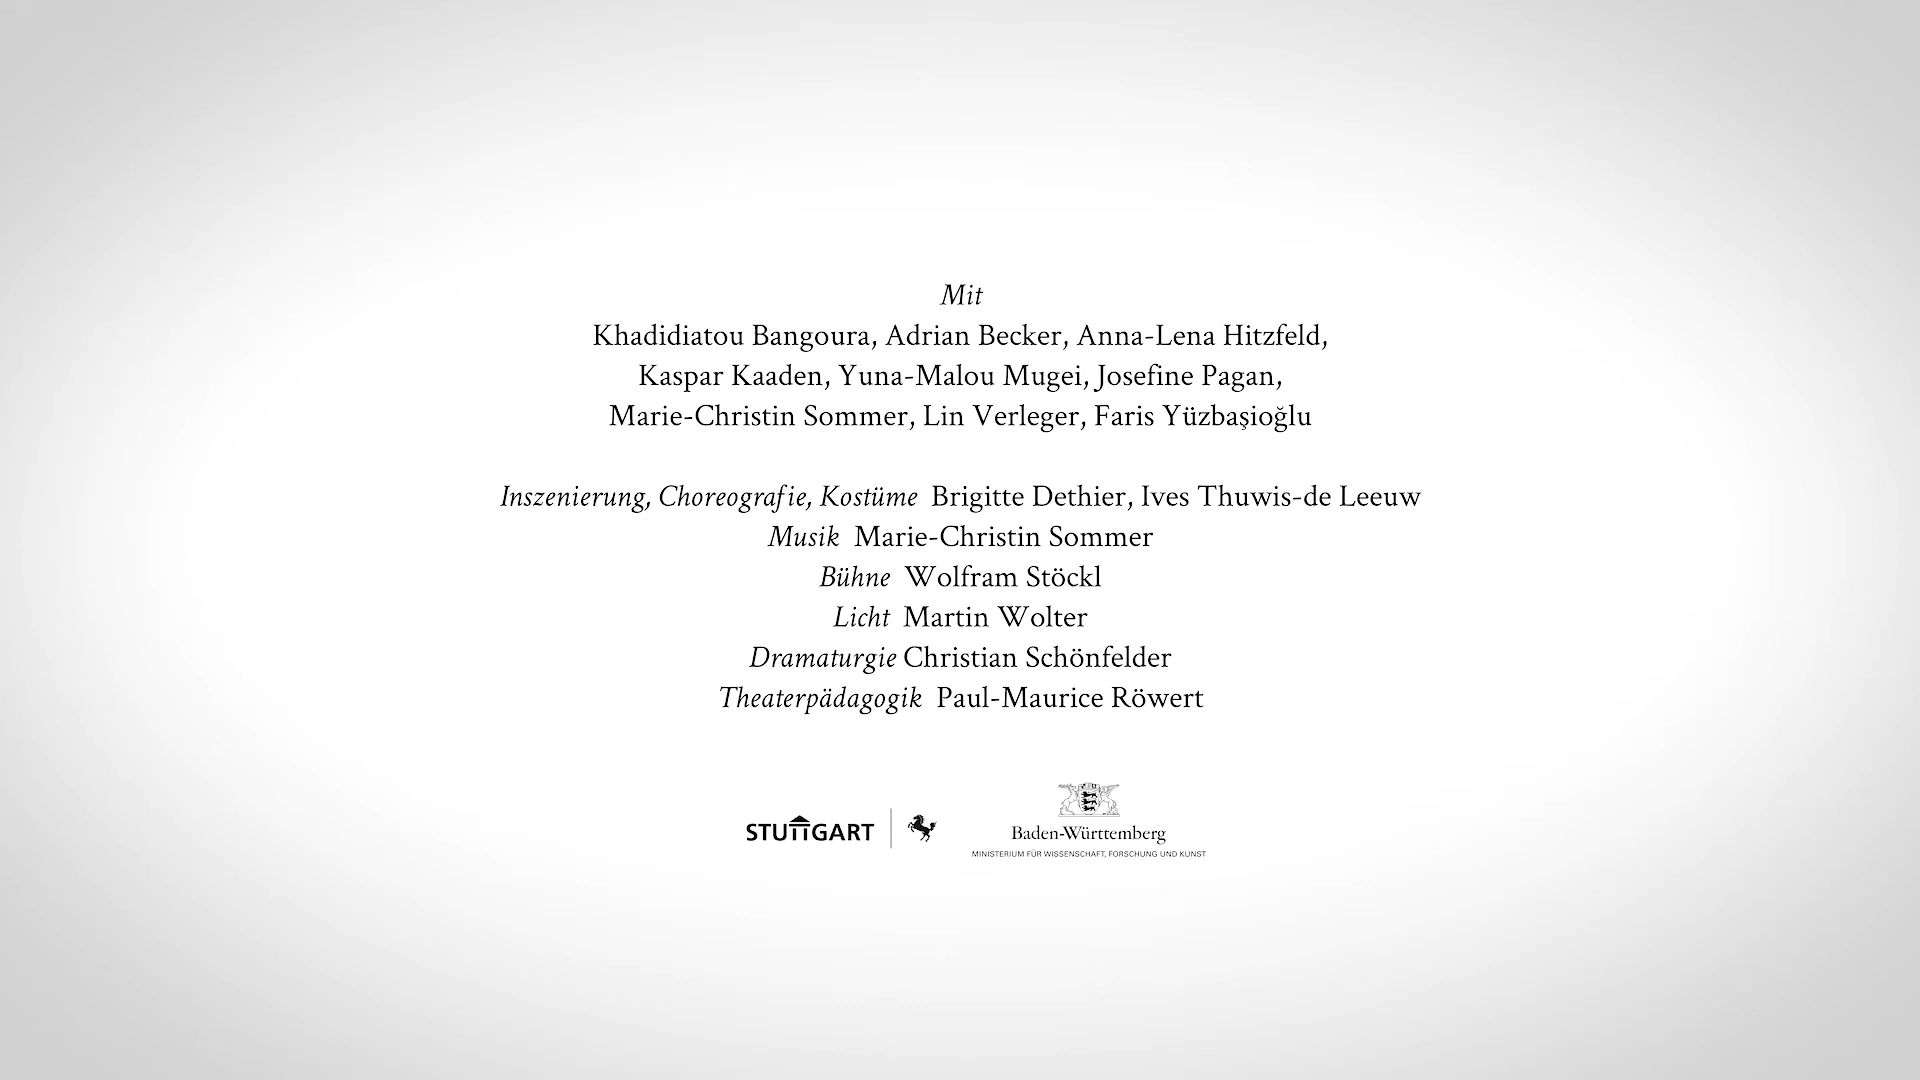 Mit
Khadidiatou Bangoura, Adrian Becker, Anna-Lena Hitzfeld,
Kaspar Kaaden, Yuna-Malou Mugei, Josefine Pagan,
Marie-Christin Sommer, Lin Verleger, Faris Yüzbaşioğlu
Inszenierung, Choreografie, Kostüme Brigitte Dethier, Ives Thuwis-de Leeuw
Musik Marie-Christin Sommer
Bühne Wolfram Stöckl
Licht Martin Wolter
Dramaturgie Christian Schönfelder
Theaterpädagogik Paul-Maurice Röwert
STUTTGART
Baden-Württemberg
MINISTERIUM FÜR WISSENSCHAFT, FORSCHUNG UND KUNST